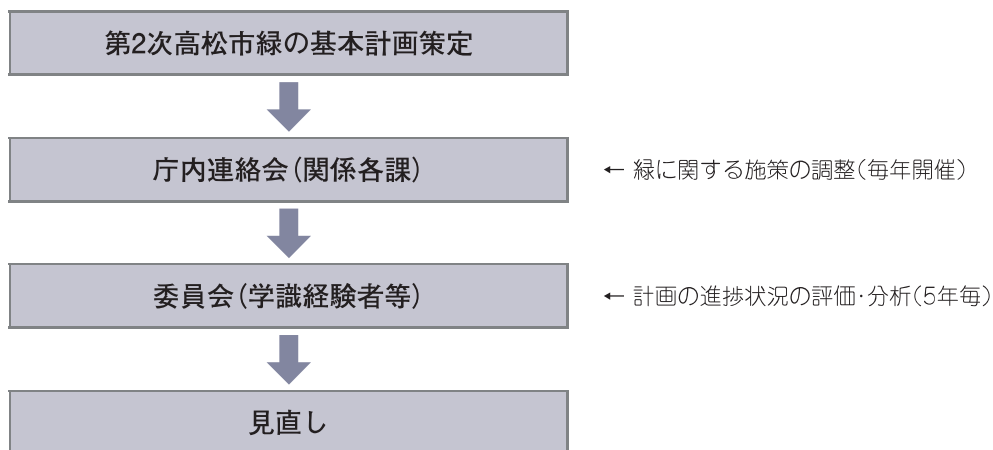 第2次高松市緑の基本計画策定
庁内連絡会(関係各課)
← 緑に関する施策の調整(毎年開催)
委員会(学識経験者等)
← 計画の進捗状況の評価・分析(5年毎)
見直し